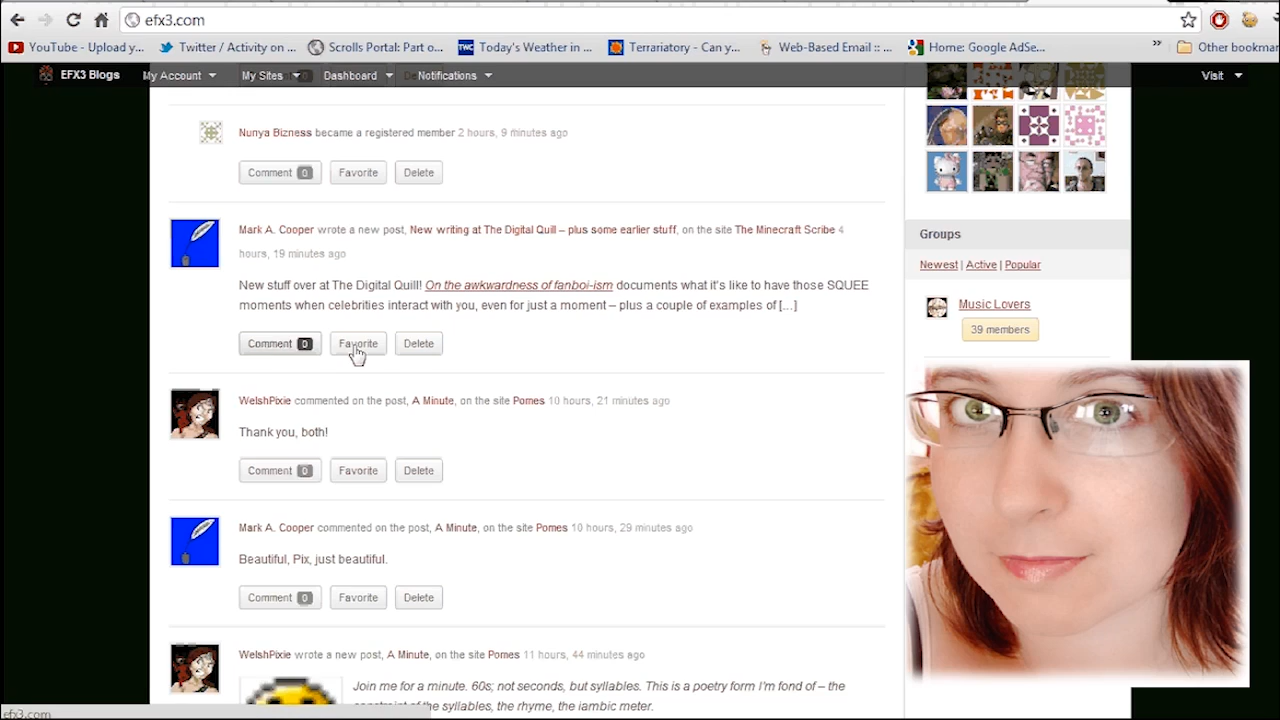 efx3.com
YouTube - Upload y...
Twitter / Activity on ...
Scrolls Portal: Part o...
TWC Today's Weather in ...
Terrariatory - Can y...
Web-Based Email :: ...
Home: Google AdSe...
»
Other bookmar
EFX3 Blogs
My Account
My Sites
Dashboard
Notifications
Visit
Nunya Bizness became a registered member 2 hours, 9 minutes ago
Comment 0 Favorite Delete
Mark A. Cooper wrote a new post, New writing at The Digital Quill – plus some earlier stuff, on the site The Minecraft Scribe 4
hours, 19 minutes ago
New stuff over at The Digital Quill! On the awkwardness of fanboi-ism documents what it's like to have those SQUEE
moments when celebrities interact with you, even for just a moment – plus a couple of examples of [...]
Comment 0 Favorite Delete
WelshPixie commented on the post, A Minute, on the site Pomes 10 hours, 21 minutes ago
Thank you, both!
Comment 0 Favorite Delete
Mark A. Cooper commented on the post, A Minute, on the site Pomes 10 hours, 29 minutes ago
Beautiful, Pix, just beautiful.
Comment 0 Favorite Delete
WelshPixie wrote a new post, A Minute, on the site Pomes 11 hours, 44 minutes ago
Join me for a minute. 60s; not seconds, but syllables. This is a poetry form I'm fond of – the
of the syllables, the rhyme, the iambic meter.
Groups
Newest | Active | Popular
Music Lovers
39 members
efx3.com